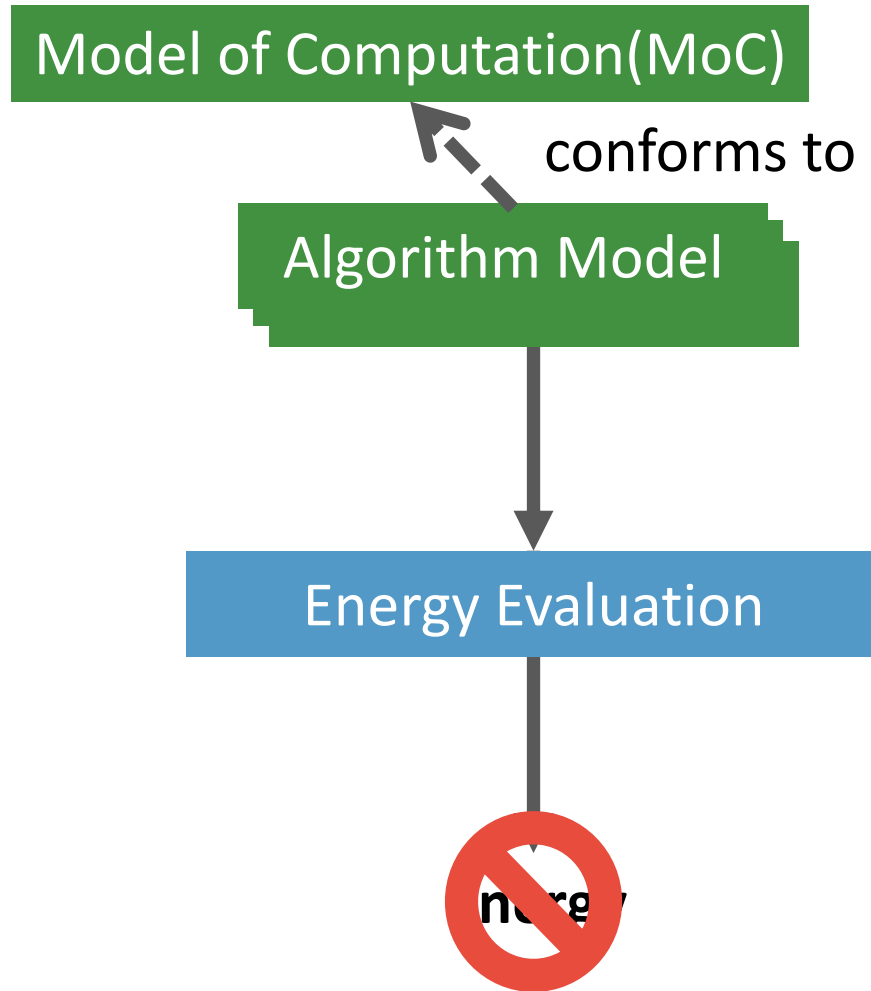 Model of Computation(MoC)
conforms to
Algorithm Model
Energy Evaluation